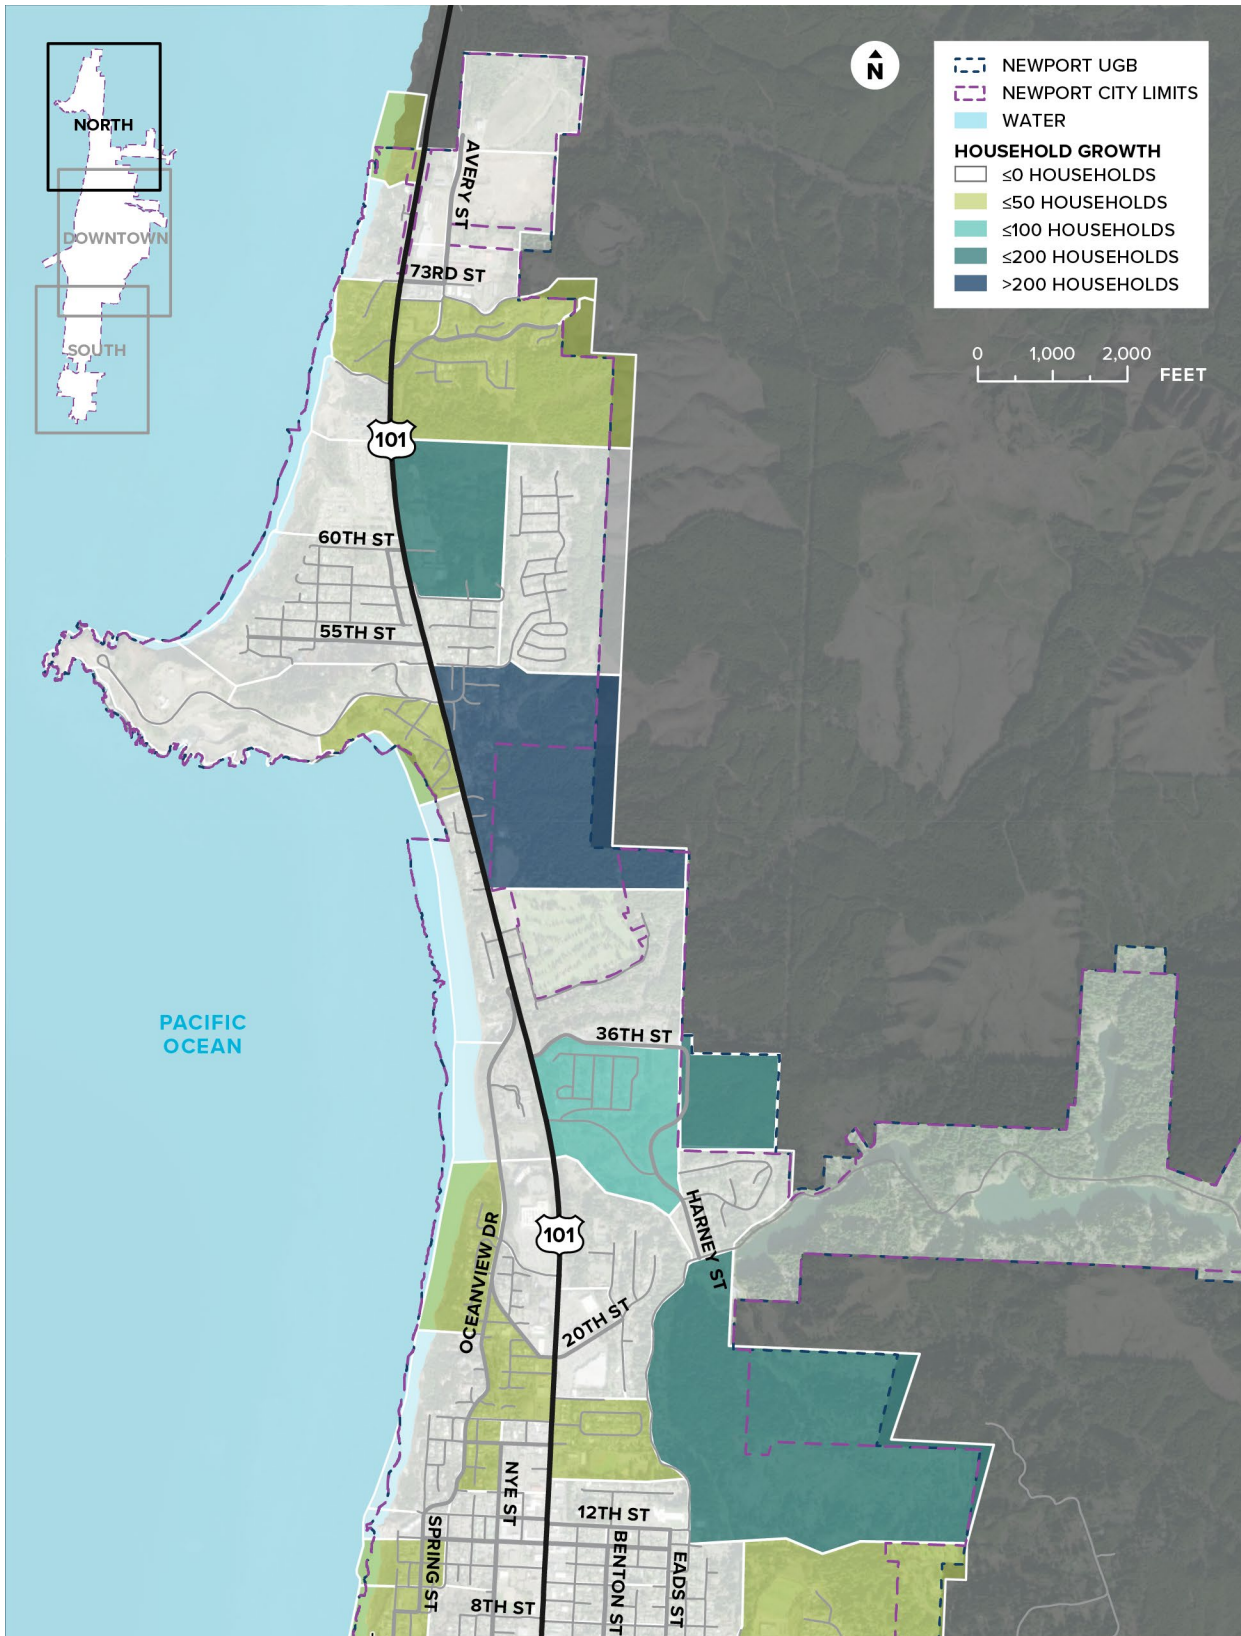 NORTH
DOWNTOWN
SOUTH
N
NEWPORT UGB
NEWPORT CITY LIMITS
WATER
HOUSEHOLD GROWTH
≤0 HOUSEHOLDS
≤50 HOUSEHOLDS
≤100 HOUSEHOLDS
≤200 HOUSEHOLDS
>200 HOUSEHOLDS
0 1,000 2,000
FEET
AVERY ST
73RD ST
101
60TH ST
55TH ST
PACIFIC
OCEAN
36TH ST
HARNEY ST
101
OCEANVIEW DR
20TH ST
NYE ST
12TH ST
SPRING ST
BENTON ST
EADS ST
8TH ST